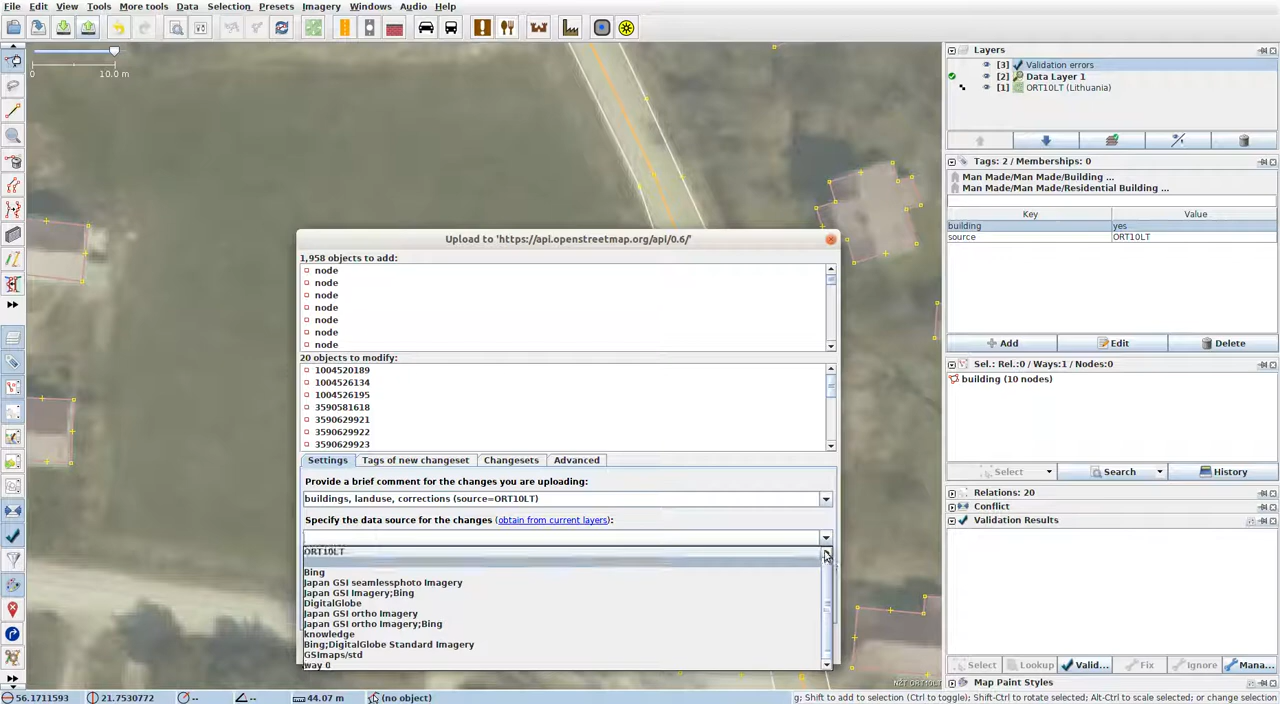 File Edit View Tools More tools Data Selection Presets Imagery Windows Audio Help
0 10.0 m
Layers
[3] Validation errors
[2] Data Layer 1
[1] ORT10LT (Lithuania)
Tags: 2 / Memberships: 0
Man Made/Man Made/Building ...
Man Made/Man Made/Residential Building ...
Key Value
building yes
source ORT10LT
Add Edit Delete
Sel.: Rel.:0 / Ways:1 / Nodes:0
building (10 nodes)
Select Search History
Relations: 20
Conflict
Validation Results
Select Lookup Valid... Fix Ignore Mana...
Map Paint Styles
Upload to 'https://api.openstreetmap.org/api/0.6/'
1,958 objects to add:
node
node
node
node
node
node
node
20 objects to modify:
1004520189
1004526134
1004526195
3590581618
3590629921
3590629922
3590629923
Settings Tags of new changeset Changesets Advanced
Provide a brief comment for the changes you are uploading:
buildings, landuse, corrections (source=ORT10LT)
Specify the data source for the changes (obtain from current layers):
ORT10LT
Bing
Japan GSI seamlessphoto Imagery
Japan GSI Imagery;Bing
DigitalGlobe
Japan GSI ortho Imagery
Japan GSI ortho Imagery;Bing
knowledge
Bing;DigitalGlobe Standard Imagery
GSImaps/std
way 0
NŽT ORT10LT
56.1711593 21.7530772 -- -- 44.07 m (no object)
g; Shift to add to selection (Ctrl to toggle); Shift-Ctrl to rotate selected; Alt-Ctrl to scale selected; or change selection